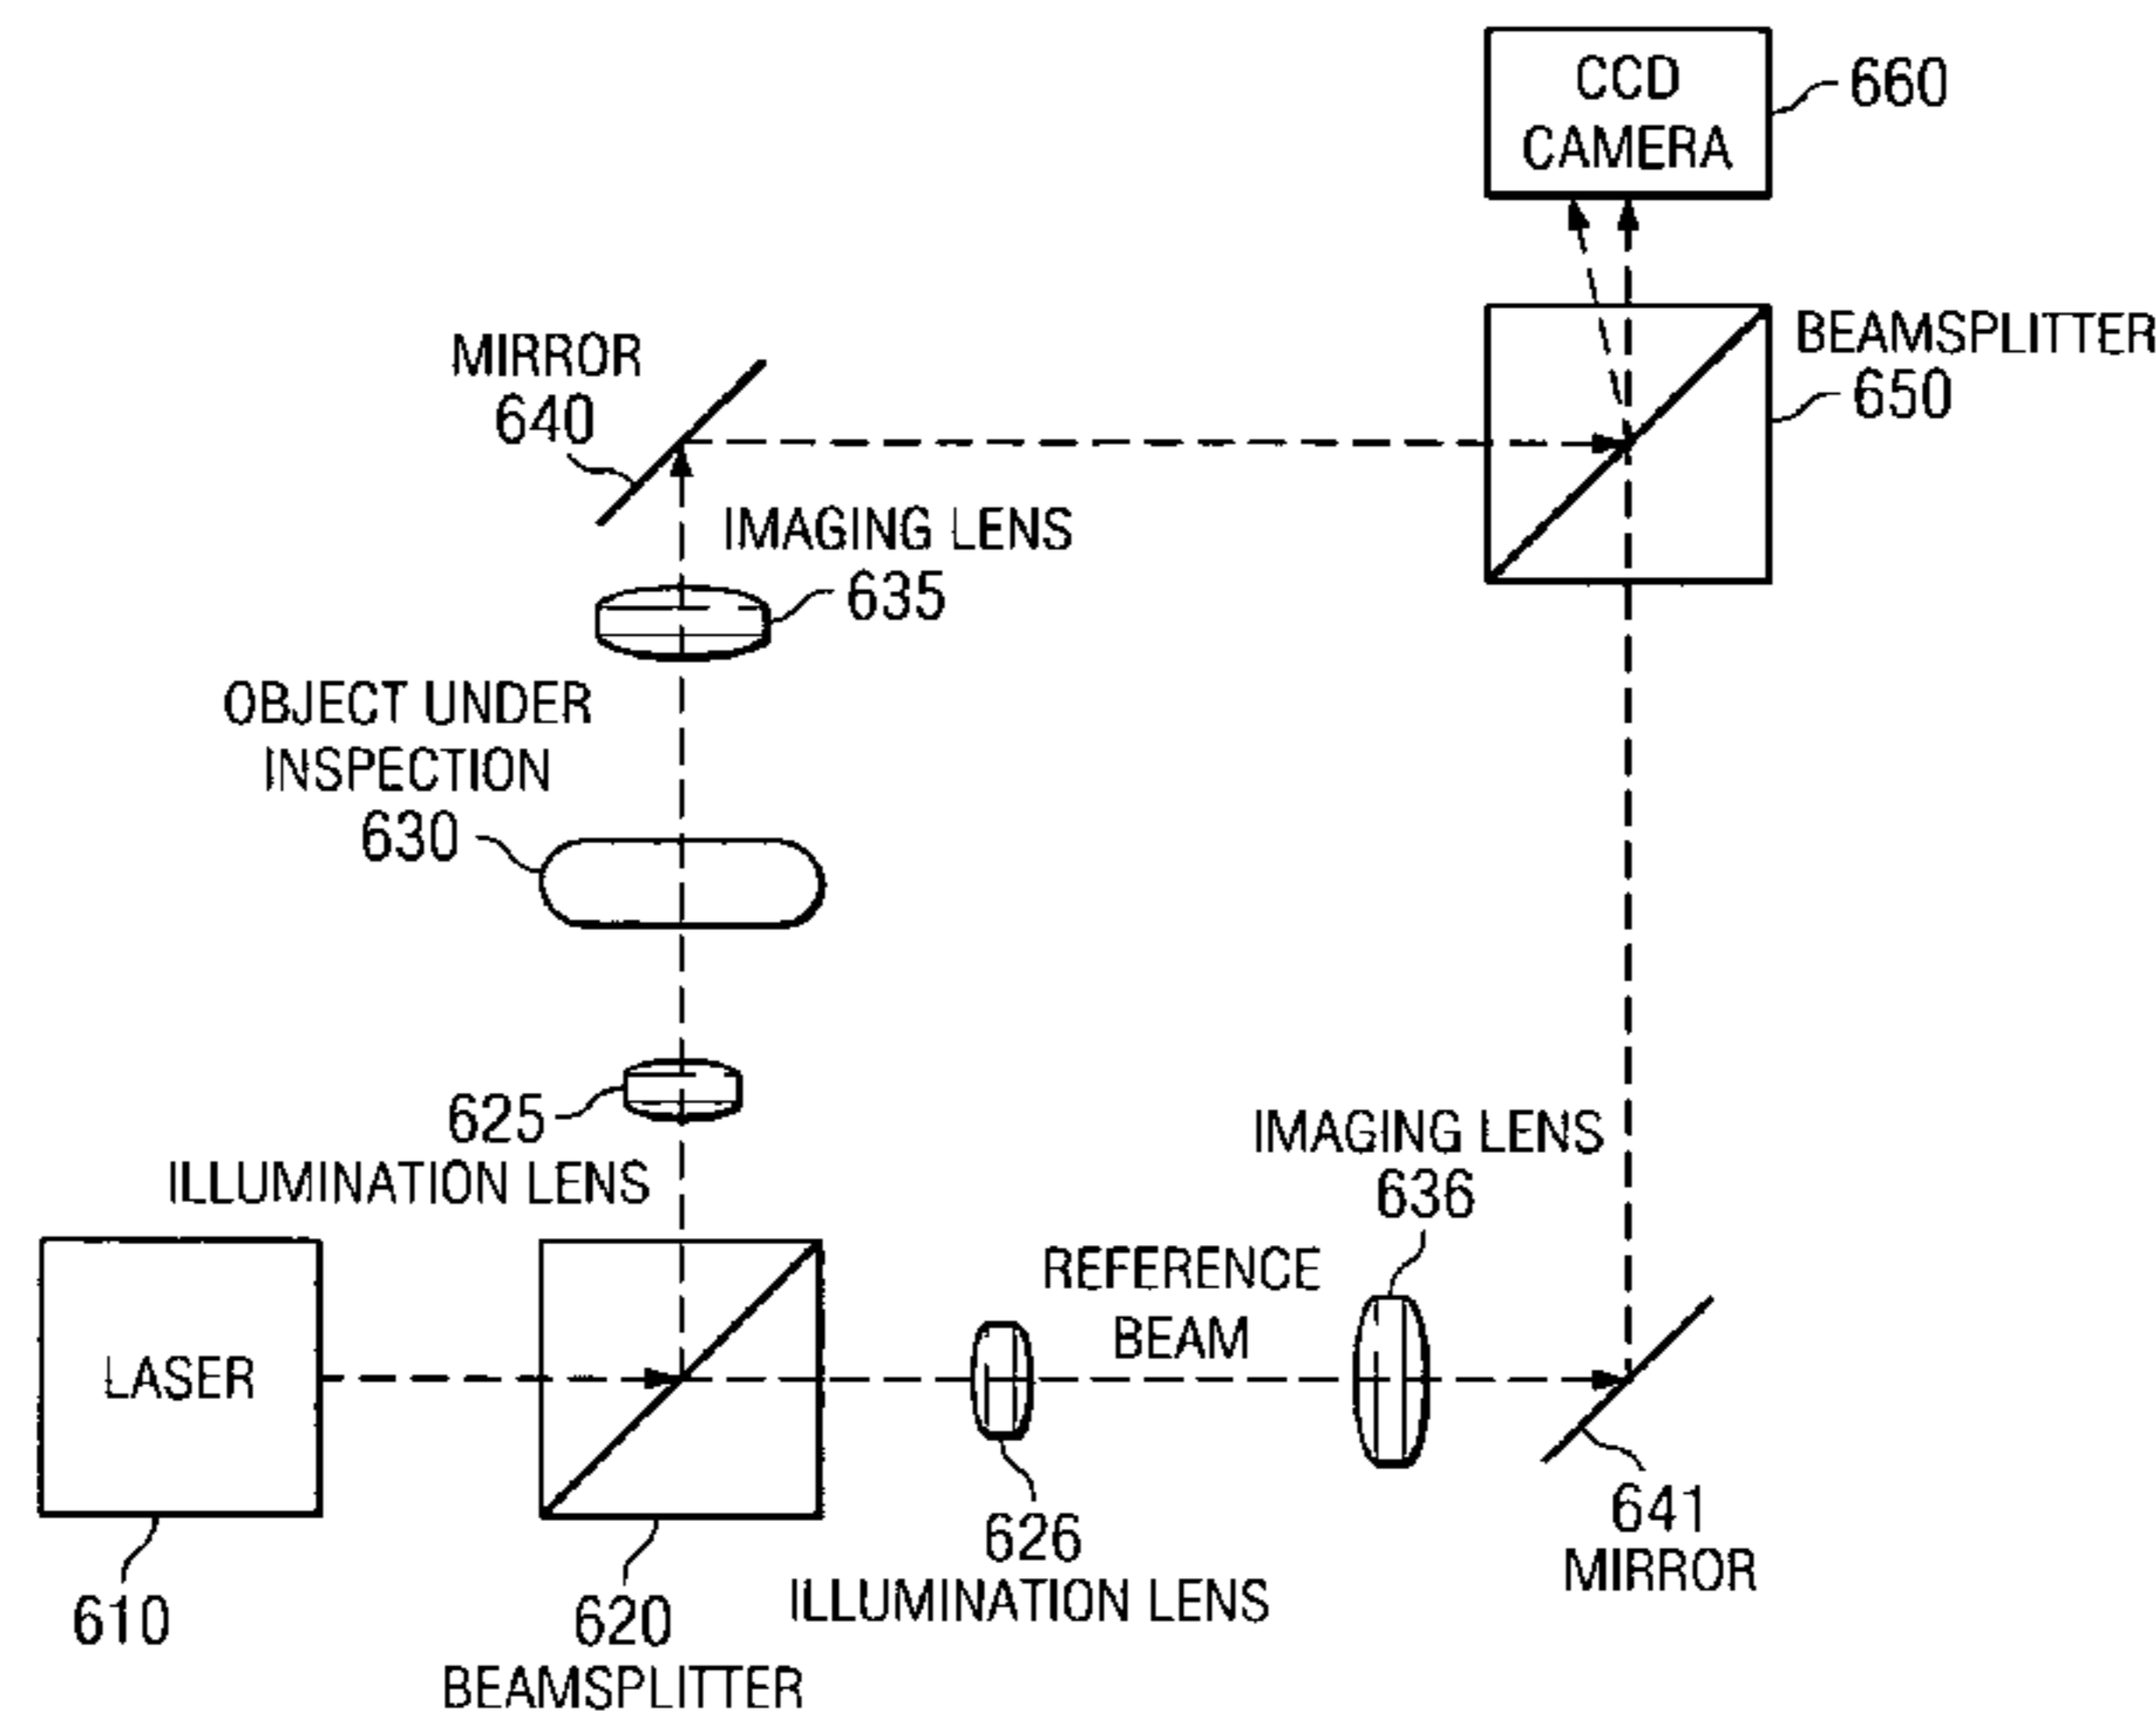 CCD
CAMERA
660
BEAMSPLITTER
650
MIRROR
640
IMAGING LENS
635
OBJECT UNDER
INSPECTION
630
625
ILLUMINATION LENS
IMAGING LENS
636
REFERENCE
BEAM
LASER
610
620
BEAMSPLITTER
626
ILLUMINATION LENS
641
MIRROR